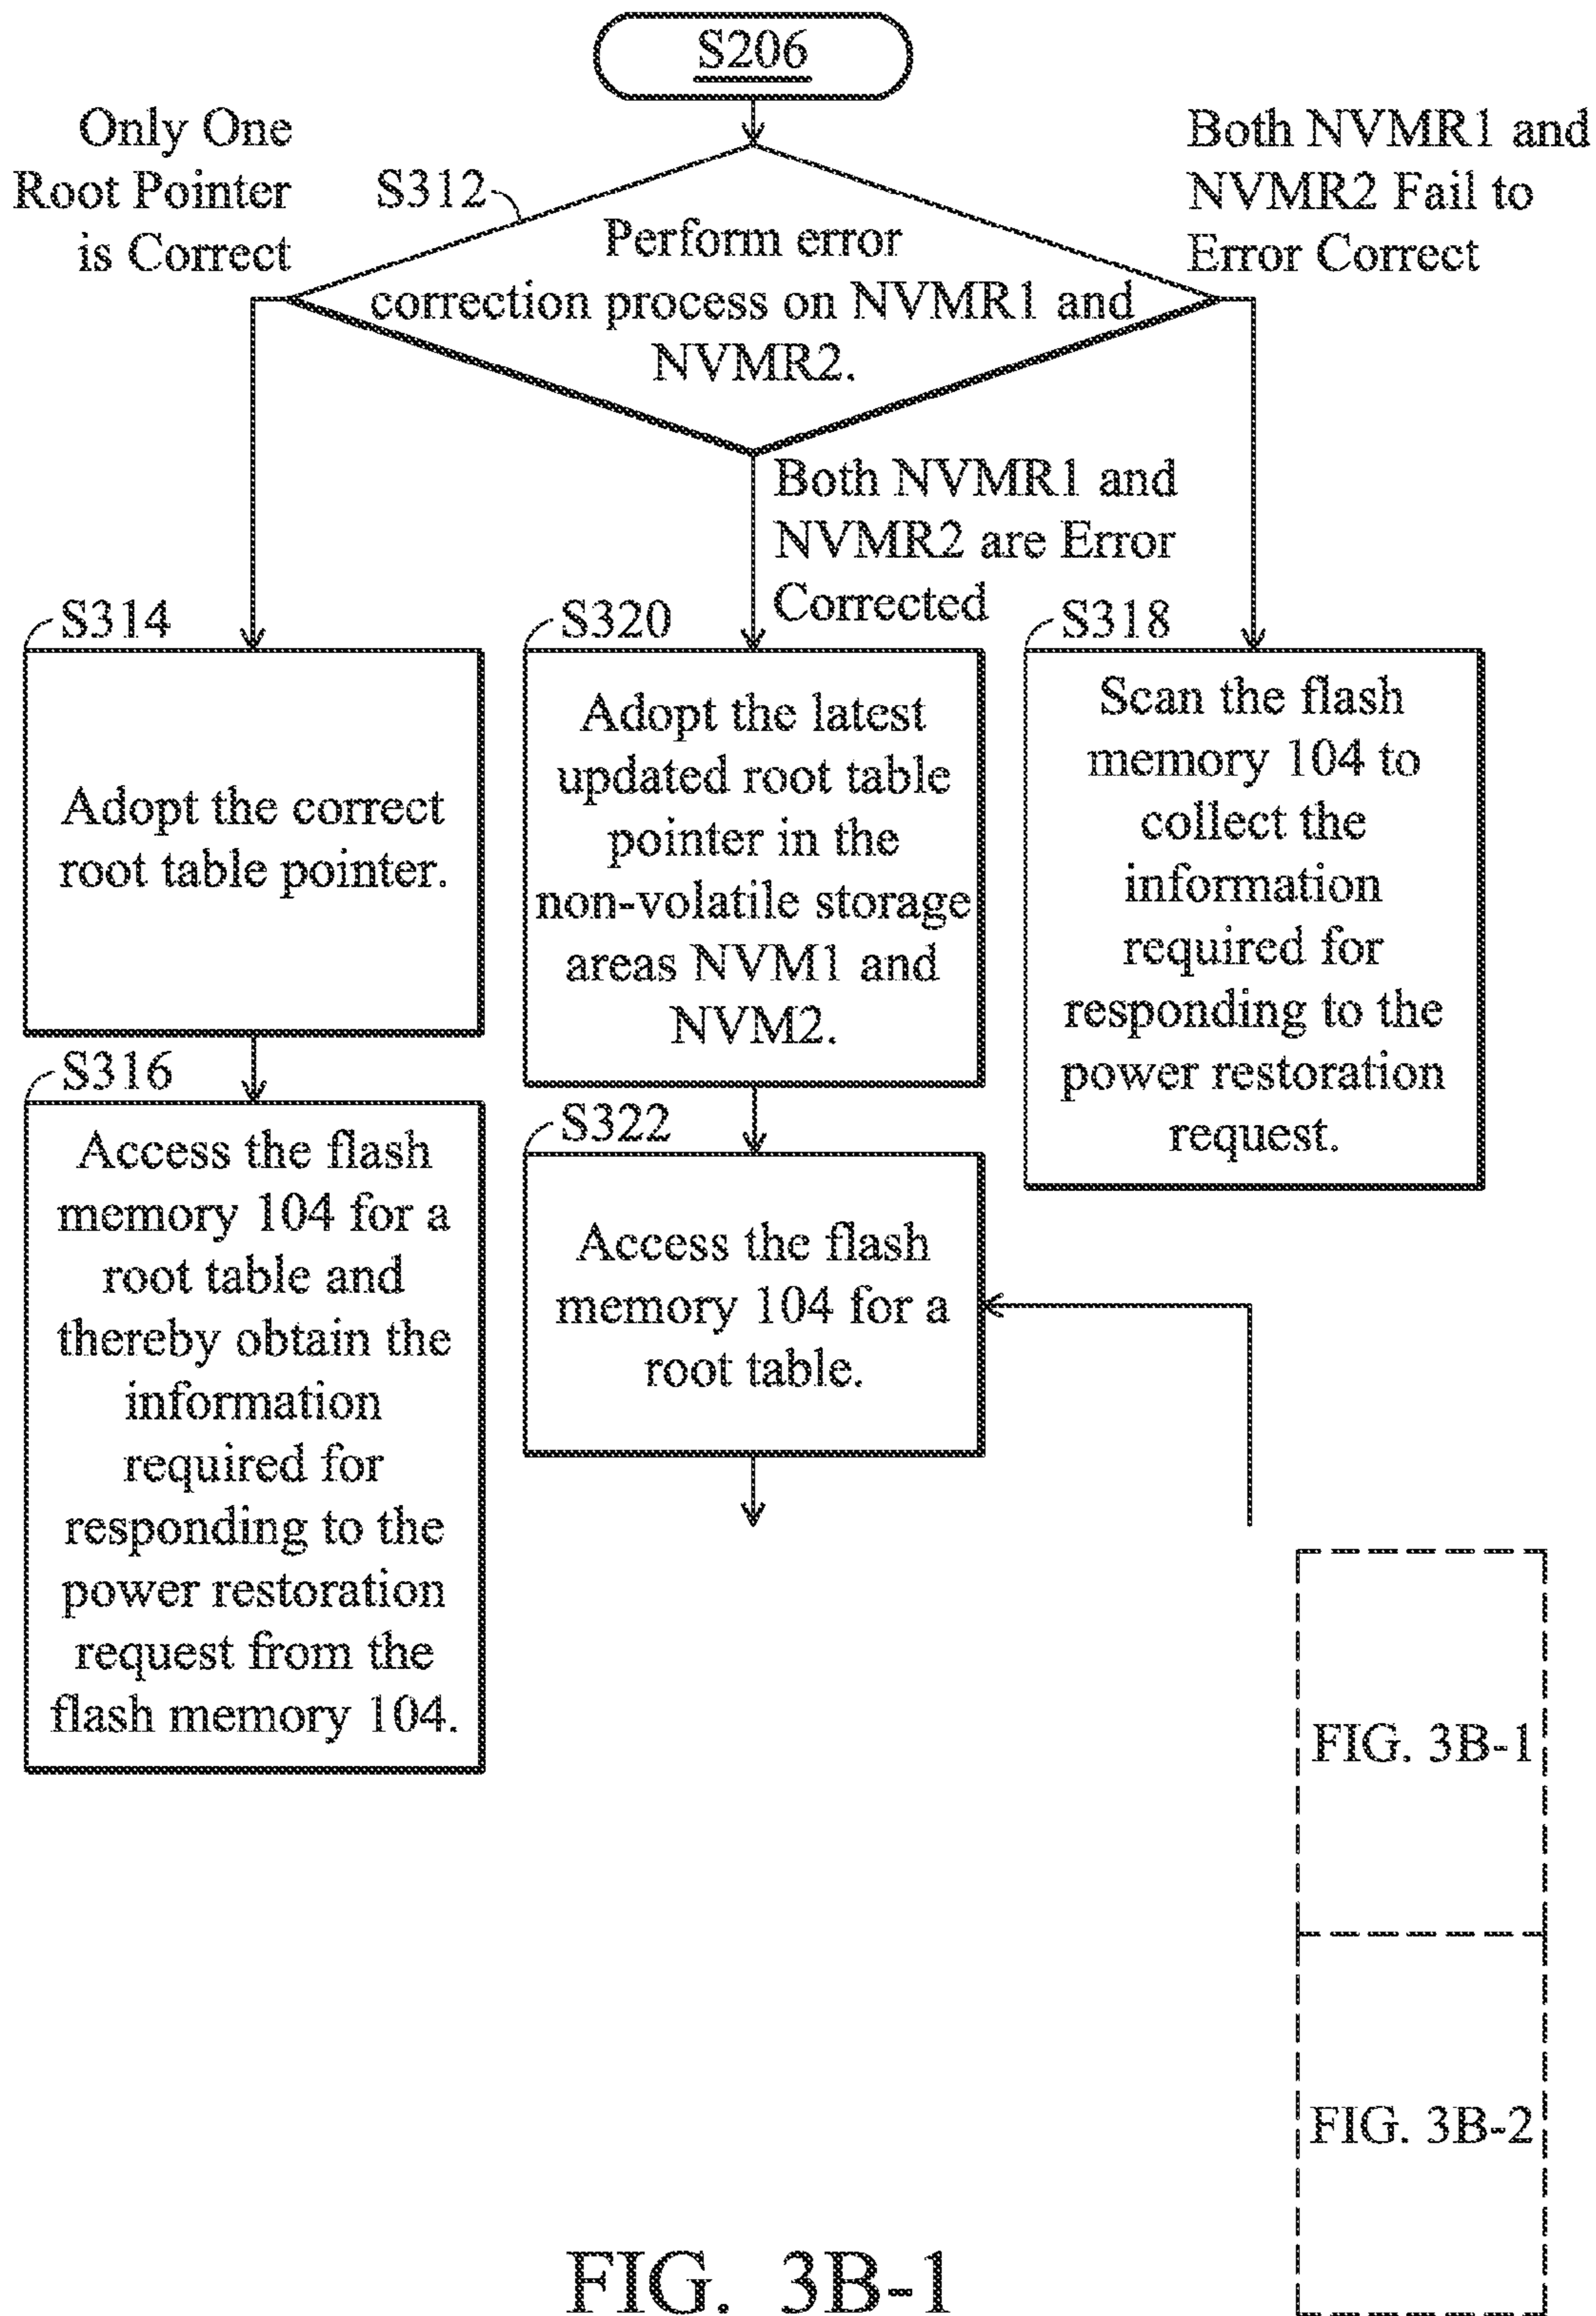 S206
Only One
Root Pointer
is Correct
S312
Both NVMR1 and
NVMR2 Fail to
Error Correct
Perform error
correction process on NVMR1 and
NVMR2.
Both NVMR1 and
NVMR2 are Error
Corrected
S314
Adopt the correct
root table pointer.
S320
Adopt the latest
updated root table
pointer in the
non-volatile storage
areas NVM1 and
NVM2.
S318
Scan the flash
memory 104 to
collect the
information
required for
responding to the
power restoration
request.
S316
Access the flash
memory 104 for a
root table and
thereby obtain the
information
required for
responding to the
power restoration
request from the
flash memory 104.
S322
Access the flash
memory 104 for a
root table.
FIG. 3B-1
FIG. 3B-2
FIG. 3B-1